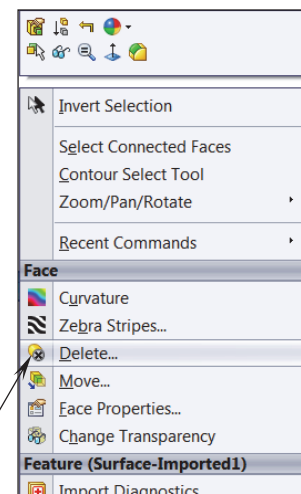 Invert Selection
Select Connected Faces
Contour Select Tool
Zoom/Pan/Rotate
Recent Commands
Face
Curvature
Zebra Stripes...
Delete...
Move...
Face Properties...
Change Transparency
Feature (Surface-Imported1)
Import Diagnostics